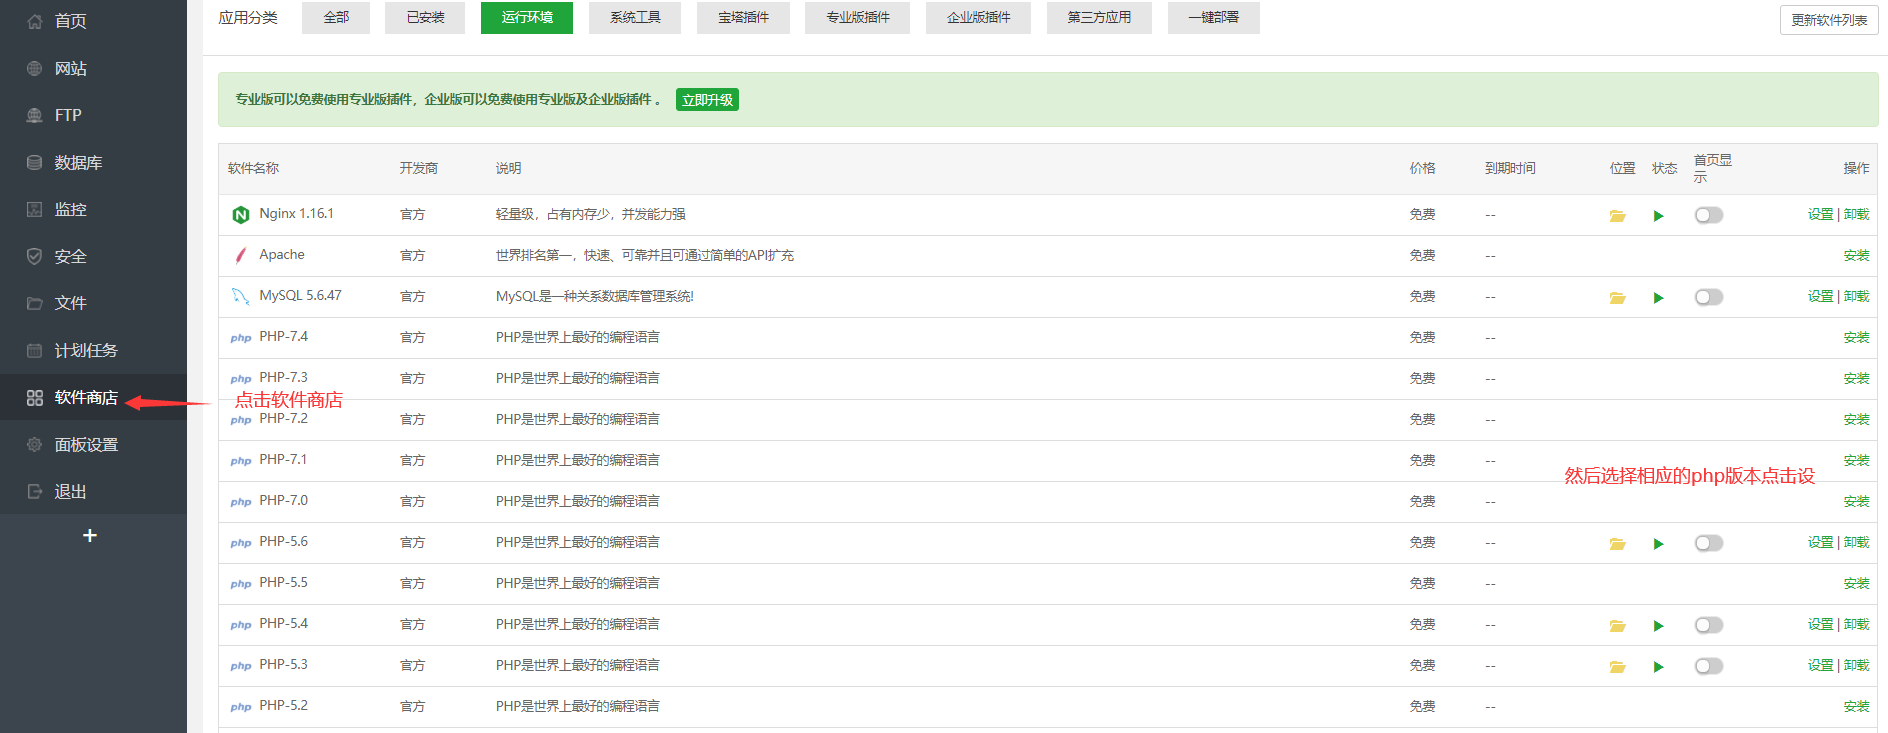 首页
网站
FTP
数据库
监控
安全
文件
计划任务
软件商店
面板设置
退出
+
应用分类 全部 已安装 运行环境 系统工具 宝塔插件 专业版插件 企业版插件 第三方应用 一键部署 更新软件列表
专业版可以免费使用专业版插件，企业版可以免费使用专业版及企业版插件 。 立即升级
软件名称 开发商 说明 价格 到期时间 位置 状态 首页显示 操作
Nginx 1.16.1 官方 轻量级，占有内存少，并发能力强 免费 -- 设置 | 卸载
Apache 官方 世界排名第一，快速、可靠并且可通过简单的API扩充 免费 -- 安装
MySQL 5.6.47 官方 MySQL是一种关系数据库管理系统! 免费 -- 设置 | 卸载
php PHP-7.4 官方 PHP是世界上最好的编程语言 免费 -- 安装
php PHP-7.3 官方 PHP是世界上最好的编程语言 免费 -- 安装
点击软件商店
php PHP-7.2 官方 PHP是世界上最好的编程语言 免费 -- 安装
php PHP-7.1 官方 PHP是世界上最好的编程语言 免费 -- 安装
然后选择相应的php版本点击设
php PHP-7.0 官方 PHP是世界上最好的编程语言 免费 -- 安装
php PHP-5.6 官方 PHP是世界上最好的编程语言 免费 -- 设置 | 卸载
php PHP-5.5 官方 PHP是世界上最好的编程语言 免费 -- 安装
php PHP-5.4 官方 PHP是世界上最好的编程语言 免费 -- 设置 | 卸载
php PHP-5.3 官方 PHP是世界上最好的编程语言 免费 -- 设置 | 卸载
php PHP-5.2 官方 PHP是世界上最好的编程语言 免费 -- 安装